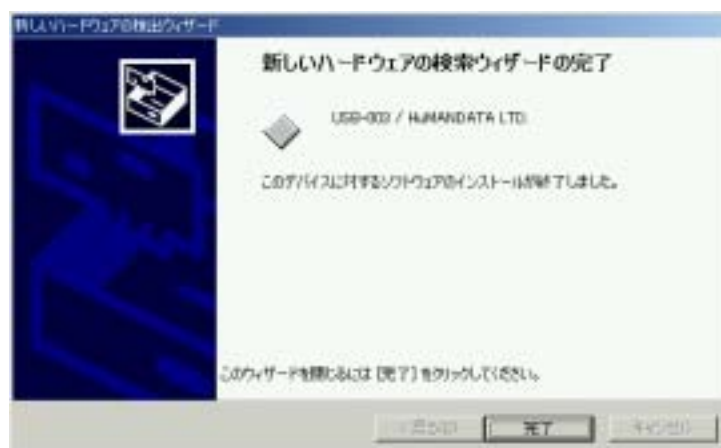 新しいハードウェアの検出ウィザード
新しいハードウェアの検索ウィザードの完了
USB-003 / HuMANDATA LTD.
このデバイスに対するソフトウェアのインストールが終了しました。
このウィザードを閉じるには [完了] をクリックしてください。
< 戻る(B)
完了
キャンセル